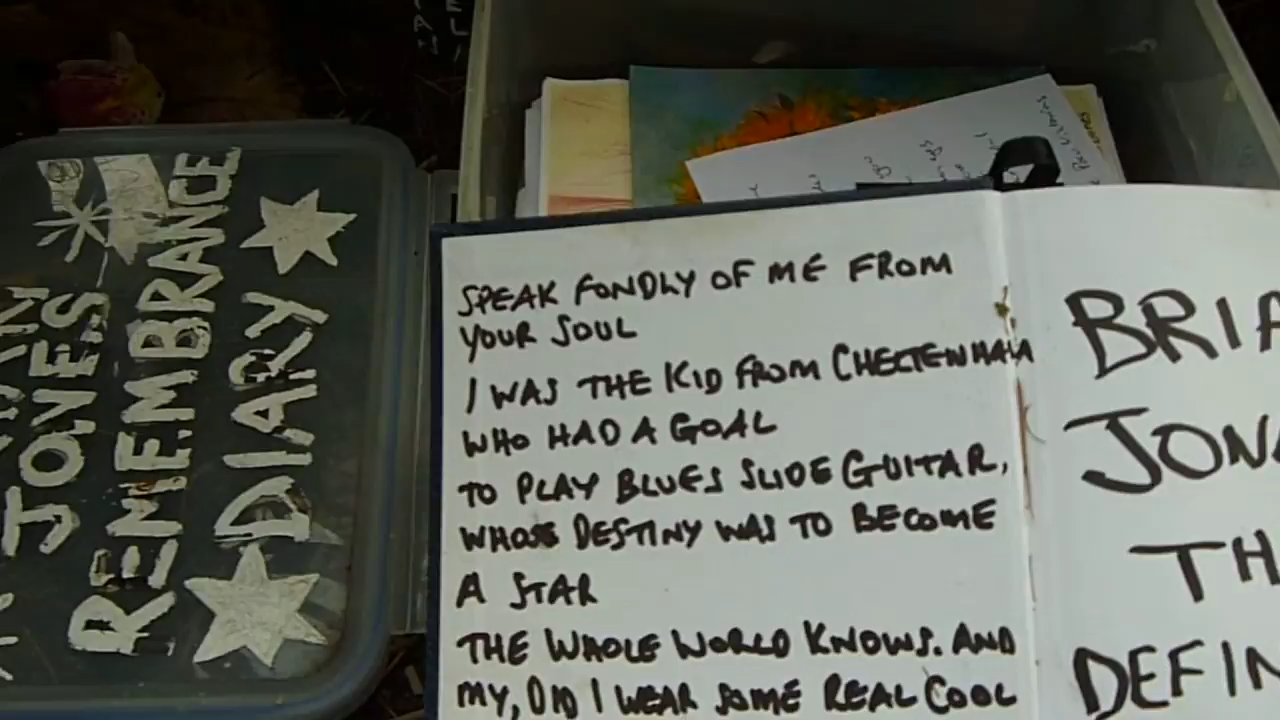 JONES
REMEMBRANCE
DIARY
SPEAK FONDLY OF ME FROM
YOUR SOUL
I WAS THE KID FROM CHELTENHAM
WHO HAD A GOAL
TO PLAY BLUES SLIDE GUITAR,
WHOSE DESTINY WAS TO BECOME
A STAR
THE WHOLE WORLD KNOWS. AND
MY, DID I WEAR SOME REAL COOL
BRIA
JON
TH
DEFIN